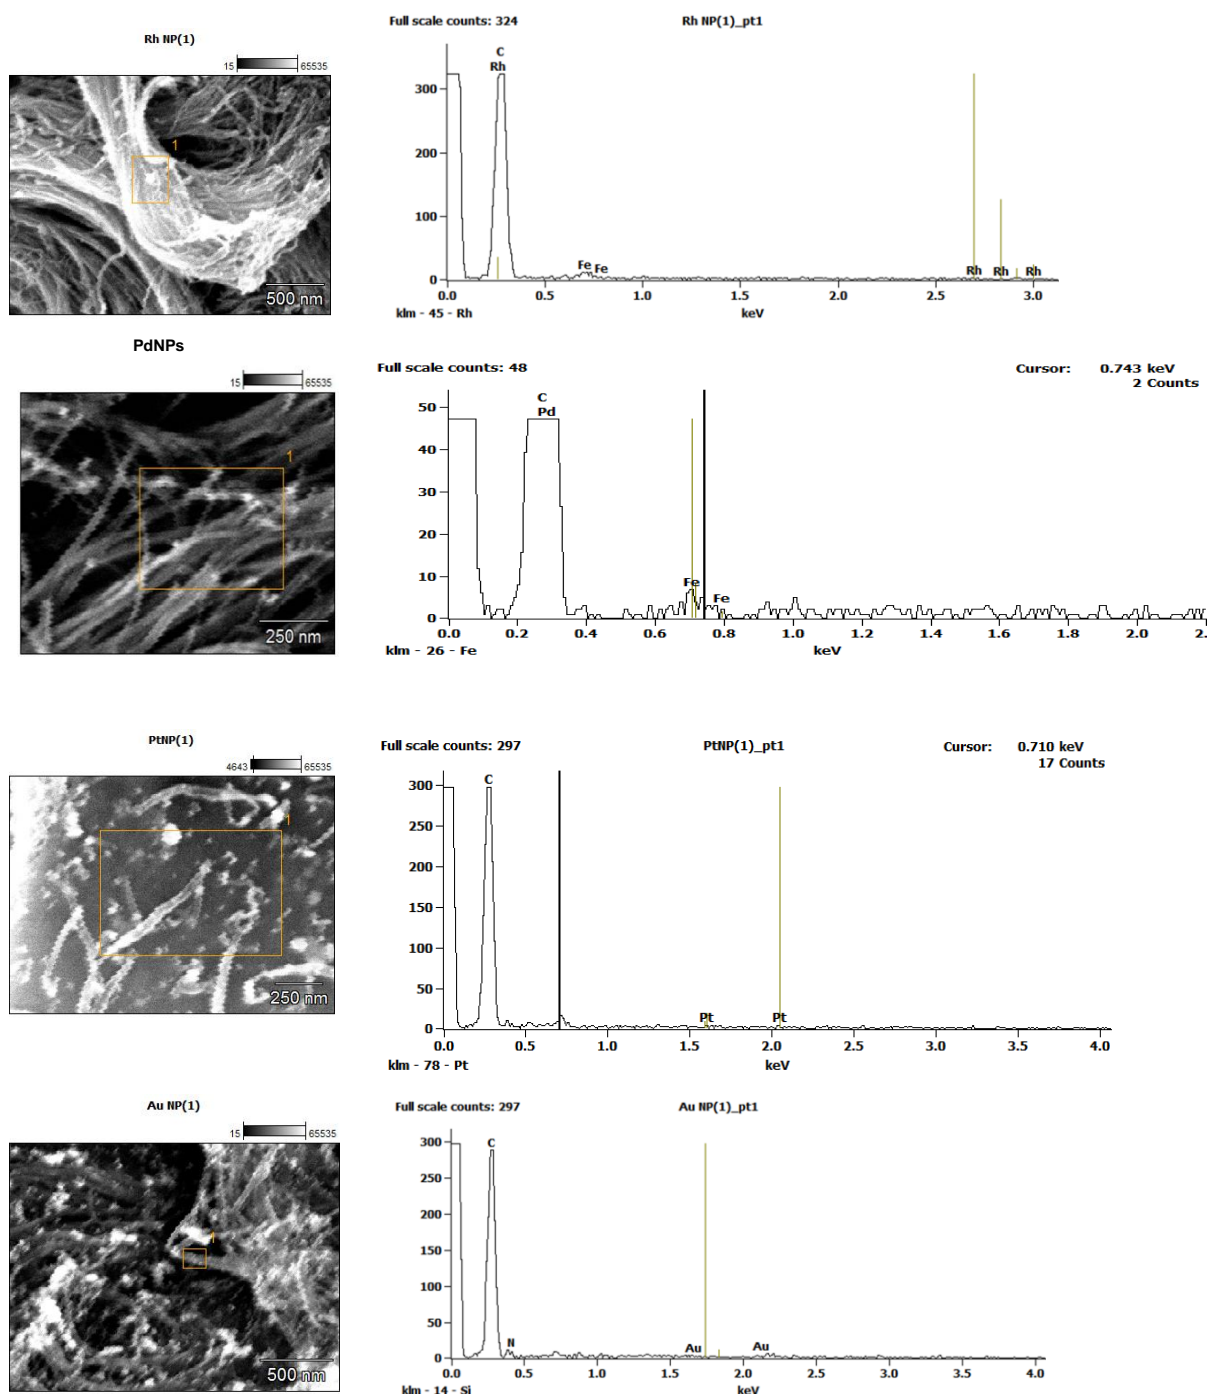 Rh NP(1)
15 65535
1
500 nm
Full scale counts: 324
Rh NP(1)_pt1
C
Rh
300
200
100
0
Fe
Fe
Rh
Rh
Rh
0.0 0.5 1.0 1.5 2.0 2.5 3.0
klm - 45 - Rh
keV
PdNPs
15 65535
1
250 nm
Full scale counts: 48
Cursor: 0.743 keV
2 Counts
C
Pd
50
40
30
20
10
0
Fe
Fe
0.0 0.2 0.4 0.6 0.8 1.0 1.2 1.4 1.6 1.8 2.0 2.
klm - 26 - Fe
keV
PtNP(1)
4643 65535
1
250 nm
Full scale counts: 297
PtNP(1)_pt1
Cursor: 0.710 keV
17 Counts
C
300
250
200
150
100
50
0
Pt
Pt
0.0 0.5 1.0 1.5 2.0 2.5 3.0 3.5 4.0
klm - 78 - Pt
keV
Au NP(1)
15 65535
1
500 nm
Full scale counts: 297
Au NP(1)_pt1
C
300
250
200
150
100
50
0
N
Au
Au
0.0 0.5 1.0 1.5 2.0 2.5 3.0 3.5 4.0
klm - 14 - Si
keV